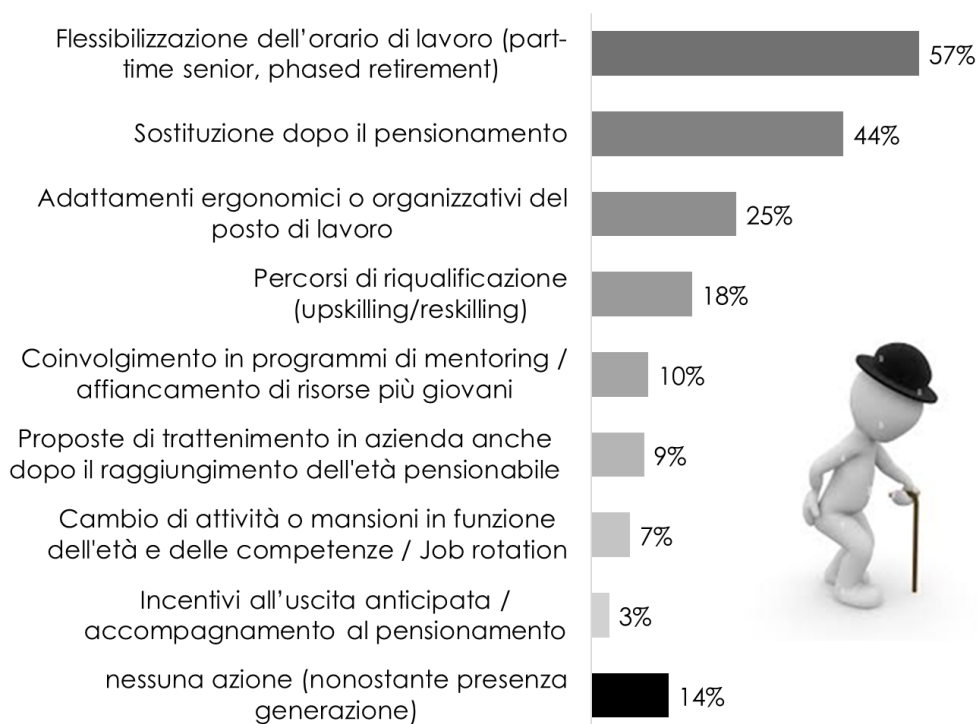 Flessibilizzazione dell’orario di lavoro (part-
time senior, phased retirement)
57%
Sostituzione dopo il pensionamento
44%
Adattamenti ergonomici o organizzativi del
posto di lavoro
25%
Percorsi di riqualificazione
(upskilling/reskilling)
18%
Coinvolgimento in programmi di mentoring /
affiancamento di risorse più giovani
10%
Proposte di trattenimento in azienda anche
dopo il raggiungimento dell'età pensionabile
9%
Cambio di attività o mansioni in funzione
dell'età e delle competenze / Job rotation
7%
Incentivi all’uscita anticipata /
accompagnamento al pensionamento
3%
nessuna azione (nonostante presenza
generazione)
14%